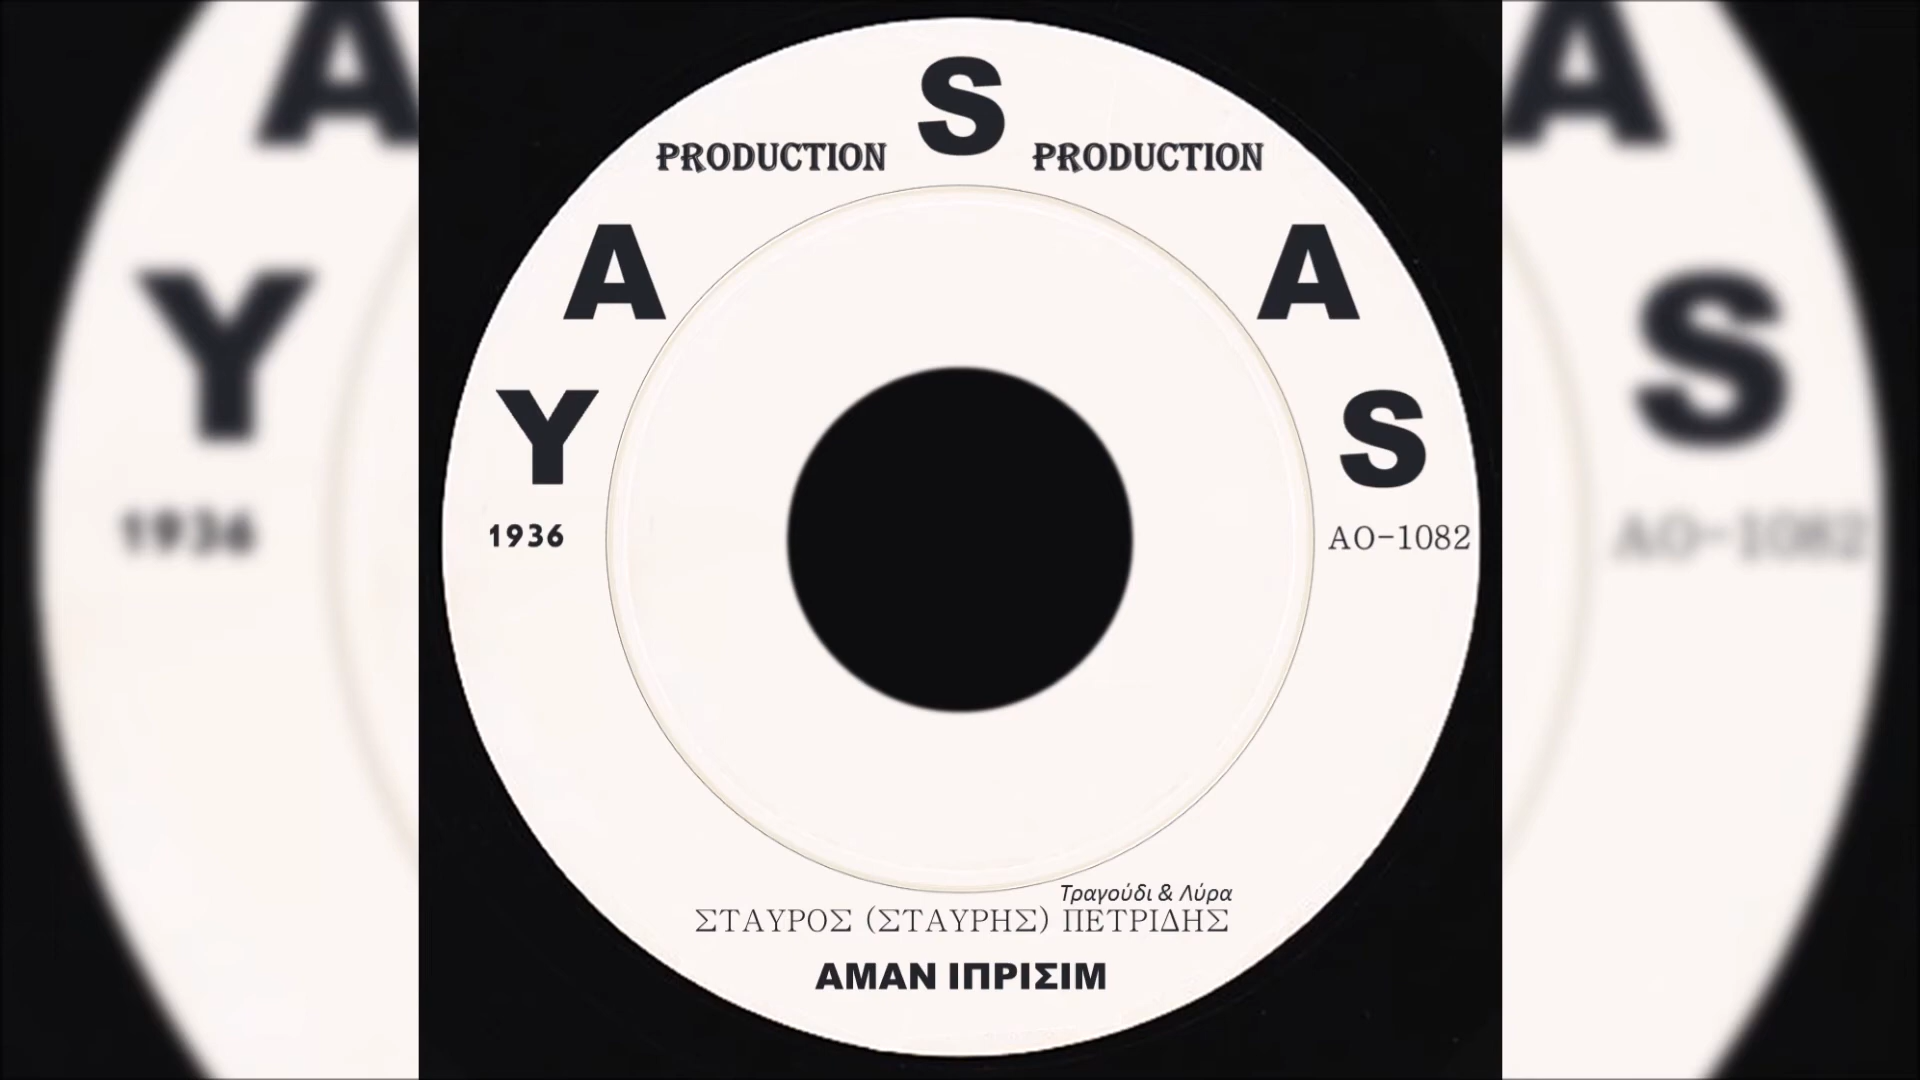 S
PRODUCTION PRODUCTION
A A
Y S
1936 AO-1082
Τραγούδι & Λύρα
ΣΤΑΥΡΟΣ (ΣΤΑΥΡΗΣ) ΠΕΤΡΙΔΗΣ
ΑΜΑΝ ΙΠΡΙΣΙΜ